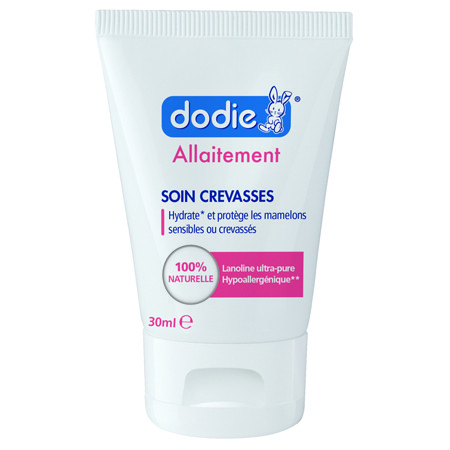 dodie®
Allaitement
SOIN CREVASSES
Hydrate* et protège les mamelons
sensibles ou crevassés
100%
NATURELLE
Lanoline ultra-pure
Hypoallergénique**
30ml ℮